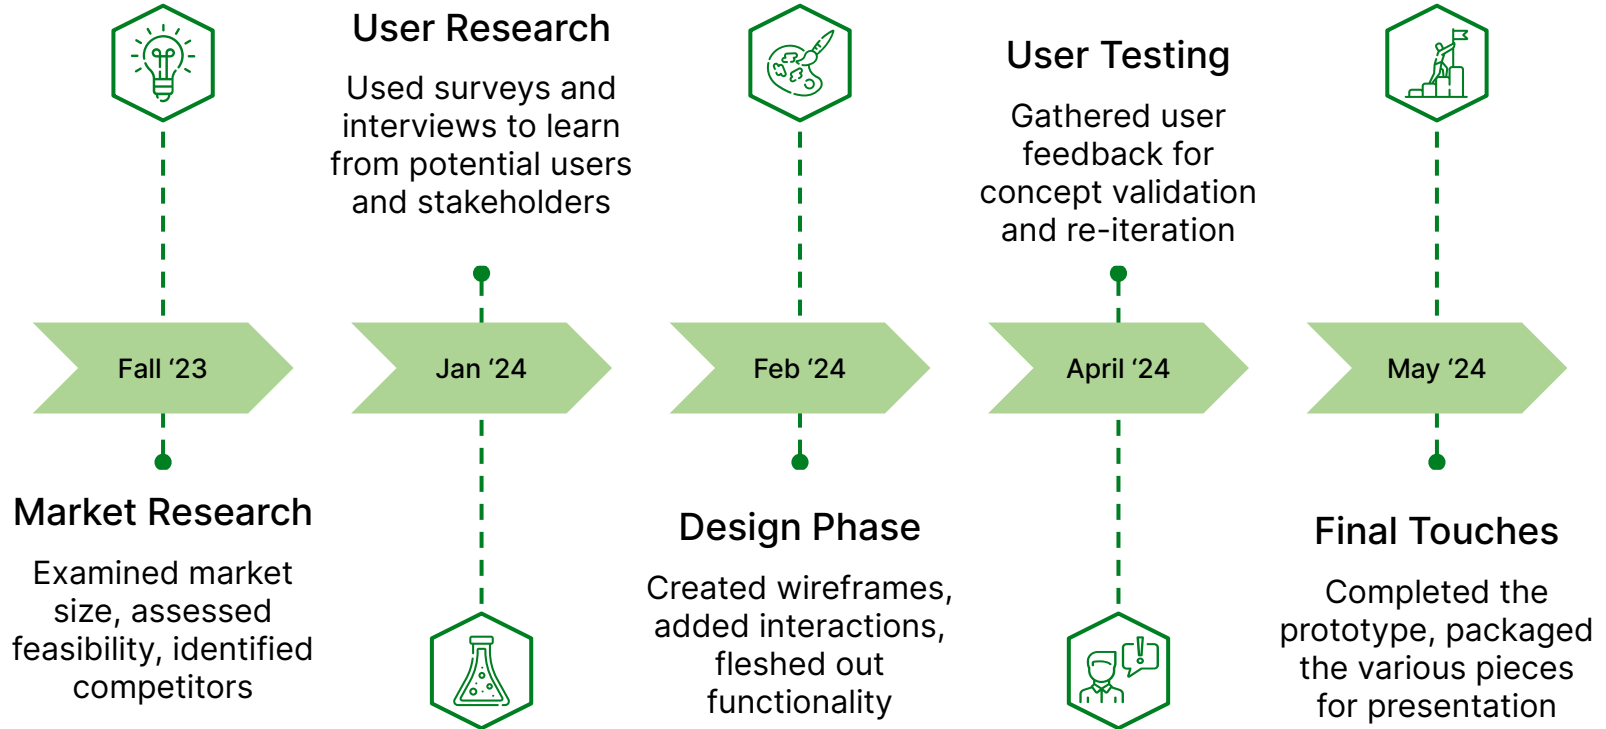 Fall ‘23
Market Research
Examined market
size, assessed
feasibility, identified
competitors
User Research
Used surveys and
interviews to learn
from potential users
and stakeholders
Jan ‘24
Feb ‘24
Design Phase
Created wireframes,
added interactions,
fleshed out
functionality
User Testing
Gathered user
feedback for
concept validation
and re-iteration
April ‘24
May ‘24
Final Touches
Completed the
prototype, packaged
the various pieces
for presentation